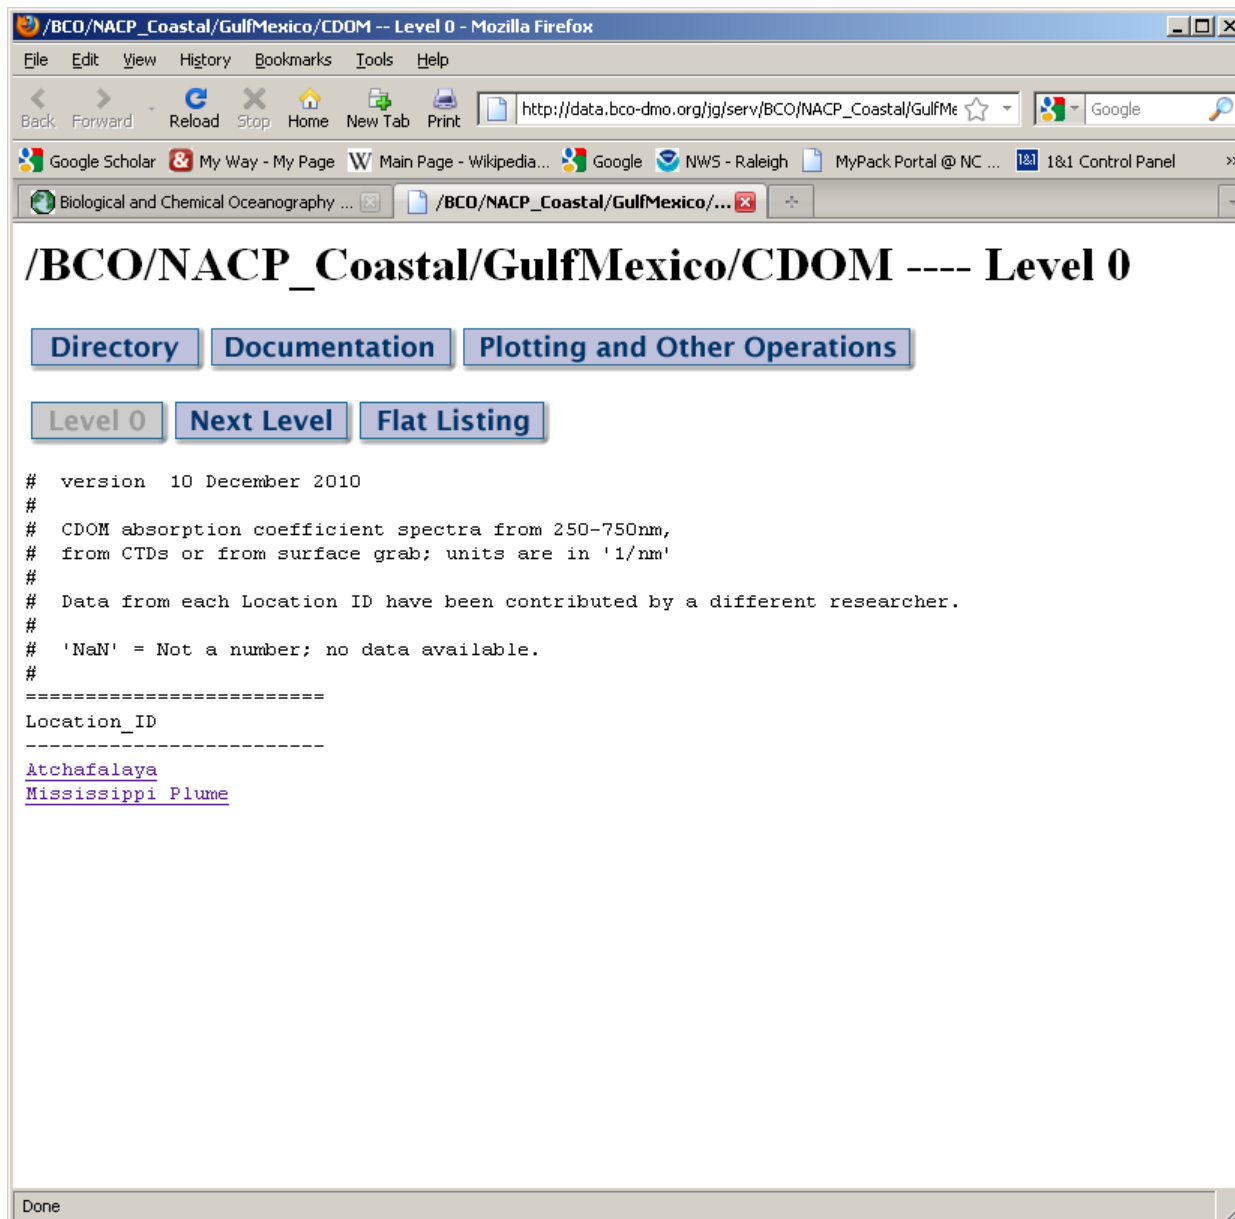 /BCO/NACP_Coastal/GulfMexico/CDOM -- Level 0 - Mozilla Firefox
File Edit View History Bookmarks Tools Help
Back Forward Reload Stop Home New Tab Print http://data.bco-dmo.org/jg/serv/BCO/NACP_Coastal/GulfMe Google
Google Scholar My Way - My Page W Main Page - Wikipedia... Google NWS - Raleigh MyPack Portal @ NC ... 1&1 1&1 Control Panel »
Biological and Chemical Oceanography ... /BCO/NACP_Coastal/GulfMexico/...
/BCO/NACP_Coastal/GulfMexico/CDOM ---- Level 0
Directory Documentation Plotting and Other Operations
Level 0 Next Level Flat Listing
# version 10 December 2010
#
# CDOM absorption coefficient spectra from 250-750nm,
# from CTDs or from surface grab; units are in '1/nm'
#
# Data from each Location ID have been contributed by a different researcher.
#
# 'NaN' = Not a number; no data available.
#
=========================
Location_ID
-------------------------
Atchafalaya
Mississippi Plume
Done